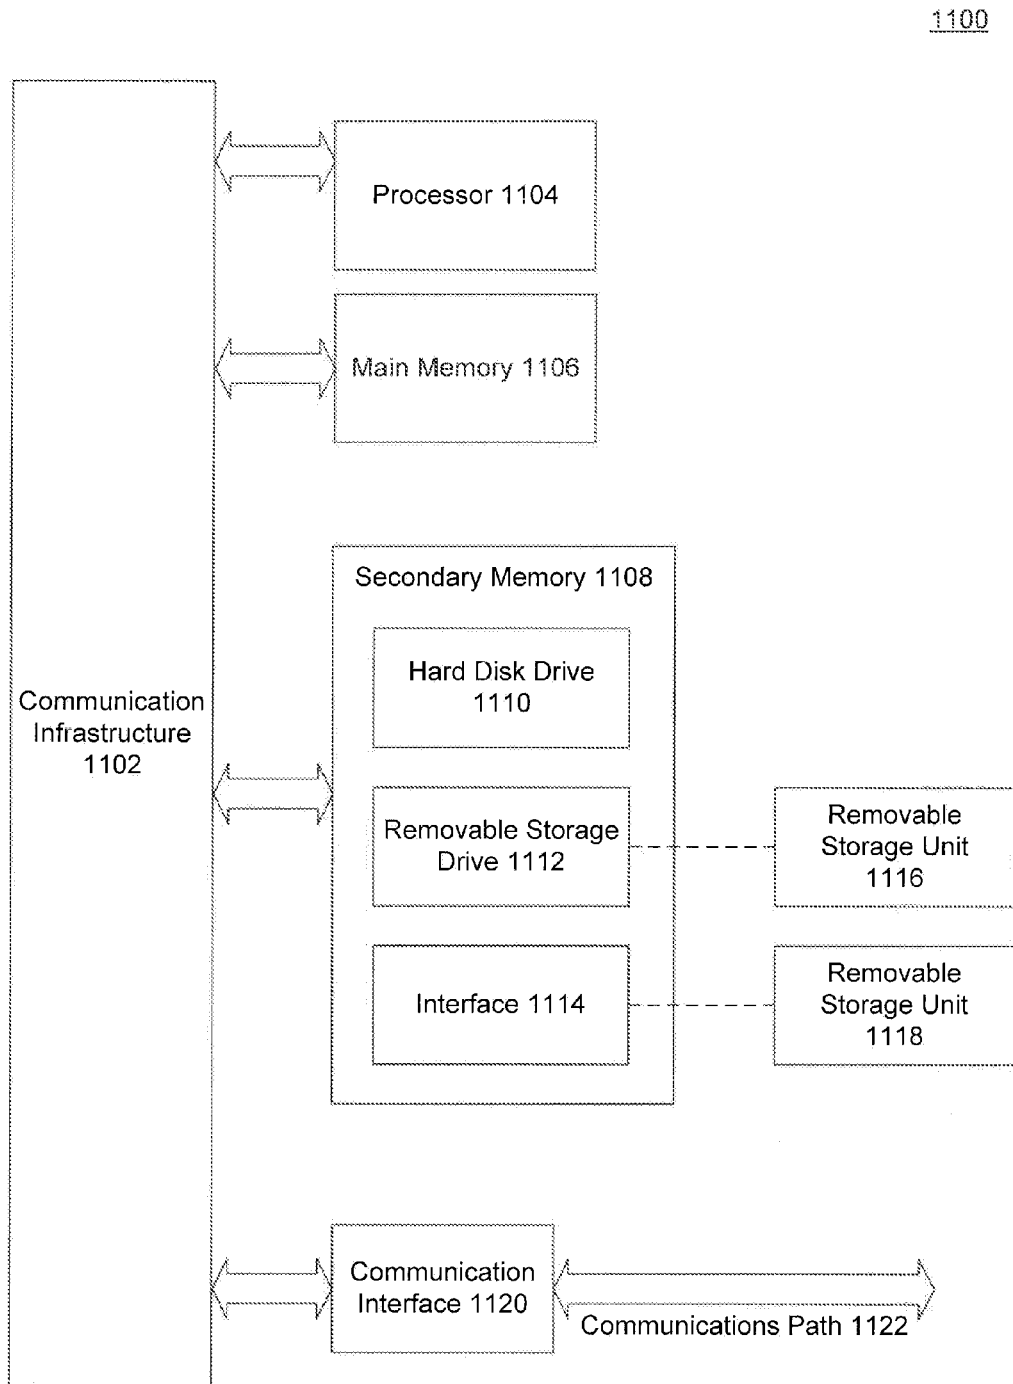 1100
Processor 1104
Main Memory 1106
Secondary Memory 1108
Hard Disk Drive
1110
Communication
Infrastructure
1102
Removable Storage
Drive 1112
Removable
Storage Unit
1116
Interface 1114
Removable
Storage Unit
1118
Communication
Interface 1120
Communications Path 1122